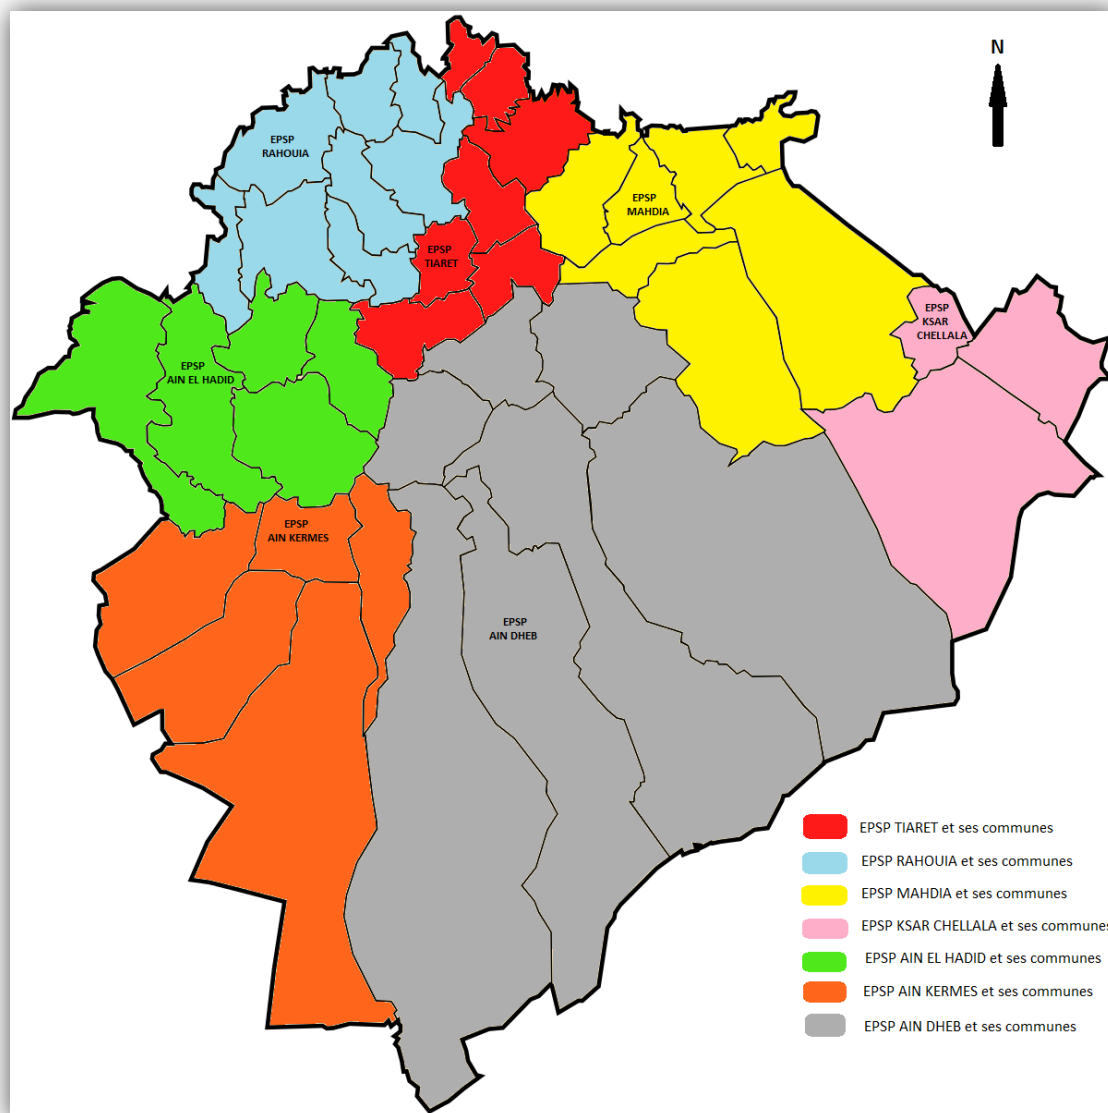 N
EPSP
RAHOUIA
EPSP
MAHDIA
EPSP
TIARET
EPSP
KSAR
CHELLALA
EPSP
AIN EL HADID
EPSP
AIN KERMES
EPSP
AIN DHEB
EPSP TIARET et ses communes
EPSP RAHOUIA et ses communes
EPSP MAHDIA et ses communes
EPSP KSAR CHELLALA et ses communes
EPSP AIN EL HADID et ses communes
EPSP AIN KERMES et ses communes
EPSP AIN DHEB et ses communes